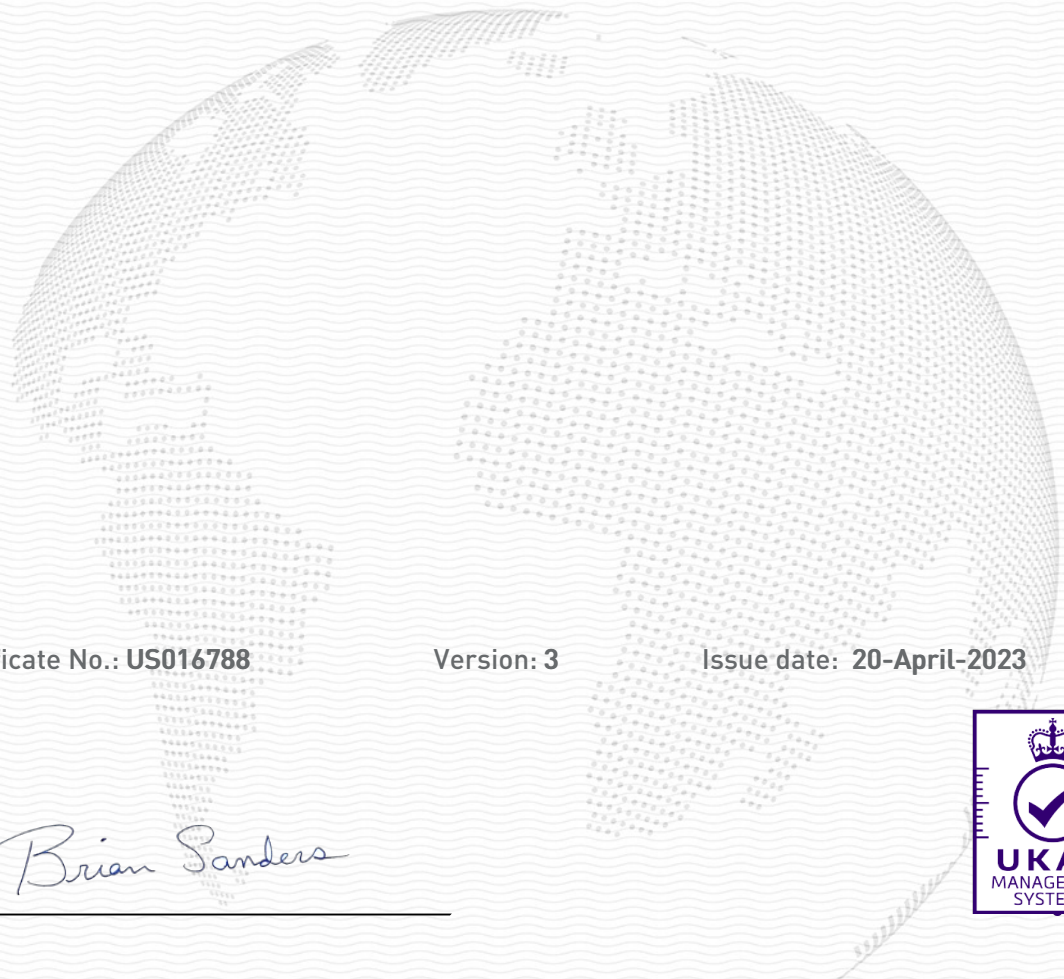 icate No.: US016788 Version: 3 Issue date: 20-April-2023
Brian Sanders
UKA
MANAGE
SYSTE